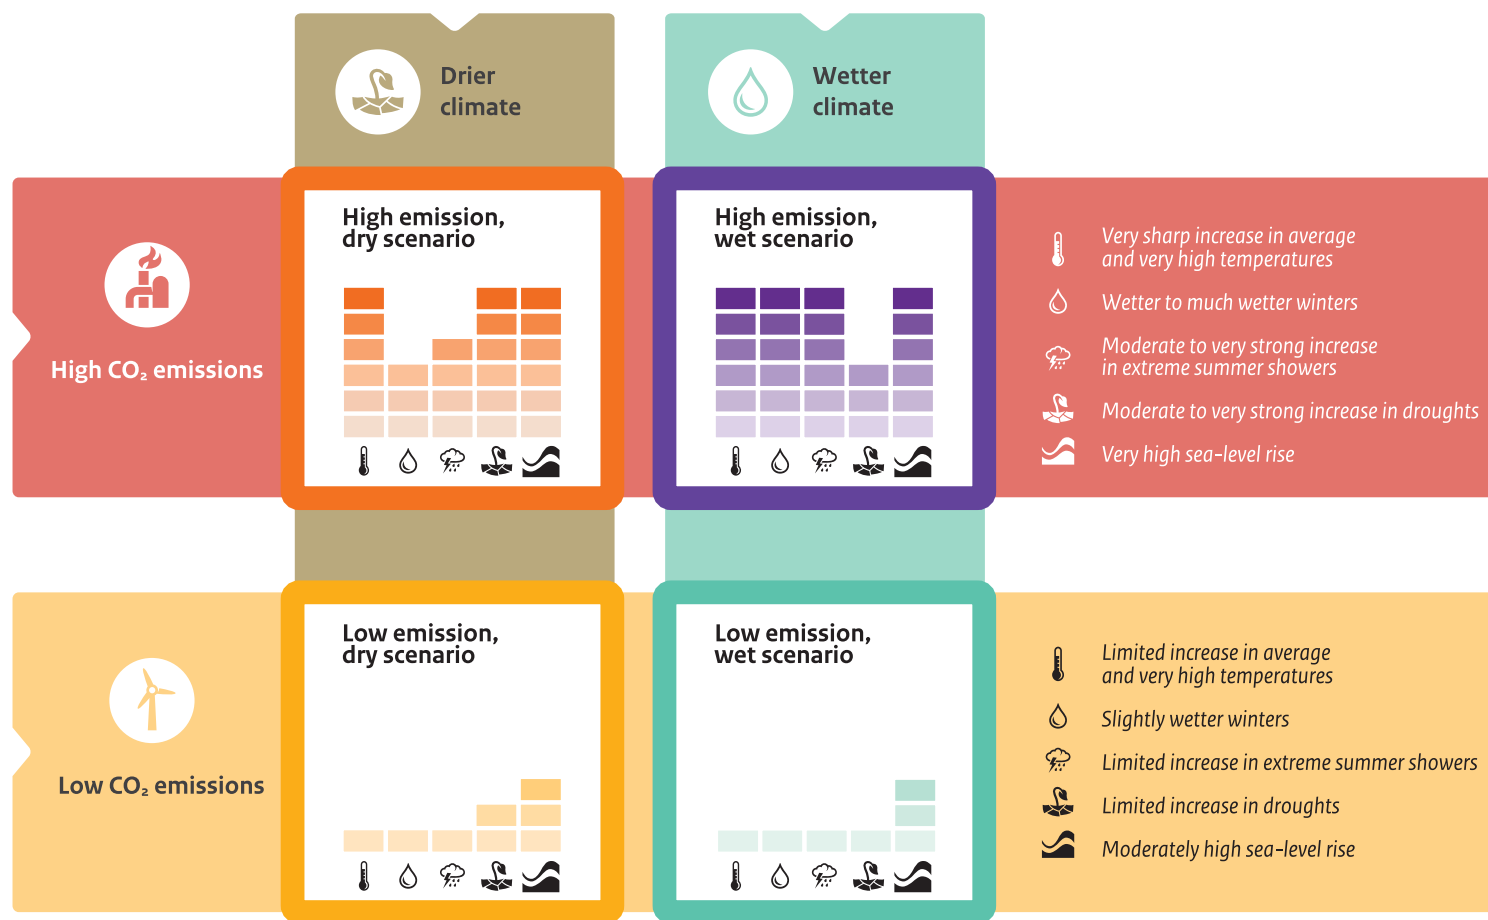 Drier
climate
Wetter
climate
High CO₂ emissions
High emission,
dry scenario
High emission,
wet scenario
Very sharp increase in average
and very high temperatures
Wetter to much wetter winters
Moderate to very strong increase
in extreme summer showers
Moderate to very strong increase in droughts
Very high sea-level rise
Low CO₂ emissions
Low emission,
dry scenario
Low emission,
wet scenario
Limited increase in average
and very high temperatures
Slightly wetter winters
Limited increase in extreme summer showers
Limited increase in droughts
Moderately high sea-level rise